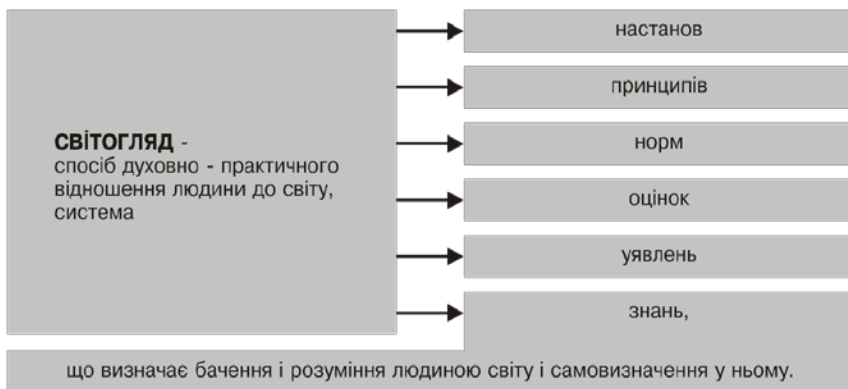 СВІТОГЛЯД -
спосіб духовно - практичного
відношення людини до світу,
система
настанов
принципів
норм
оцінок
уявлень
знань,
що визначає бачення і розуміння людиною світу і самовизначення у ньому.